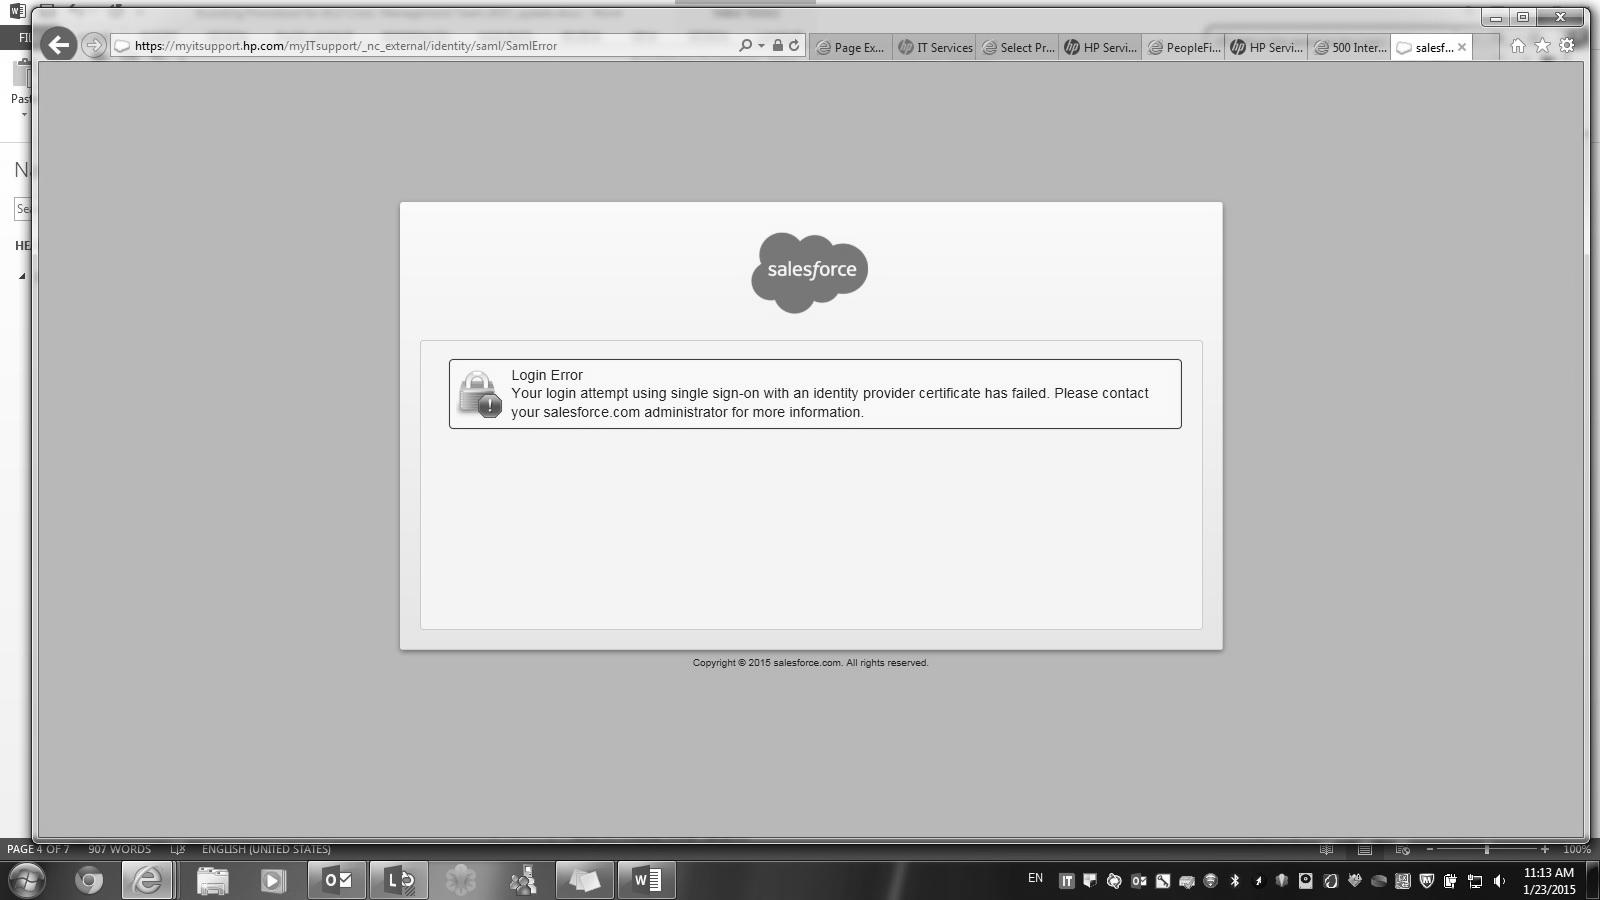 https://myitsupport.hp.com/myITsupport/_nc_external/identity/saml/SamlError
Page Ex...
IT Services
Select Pr...
HP Servi...
PeopleFi...
HP Servi...
500 Inter...
salesf...
FI
Past
Na
Sea
HE
salesforce
Login Error
Your login attempt using single sign-on with an identity provider certificate has failed. Please contact
your salesforce.com administrator for more information.
Copyright © 2015 salesforce.com. All rights reserved.
PAGE 4 OF 7 907 WORDS ENGLISH (UNITED STATES) 100%
EN
11:13 AM
1/23/2015